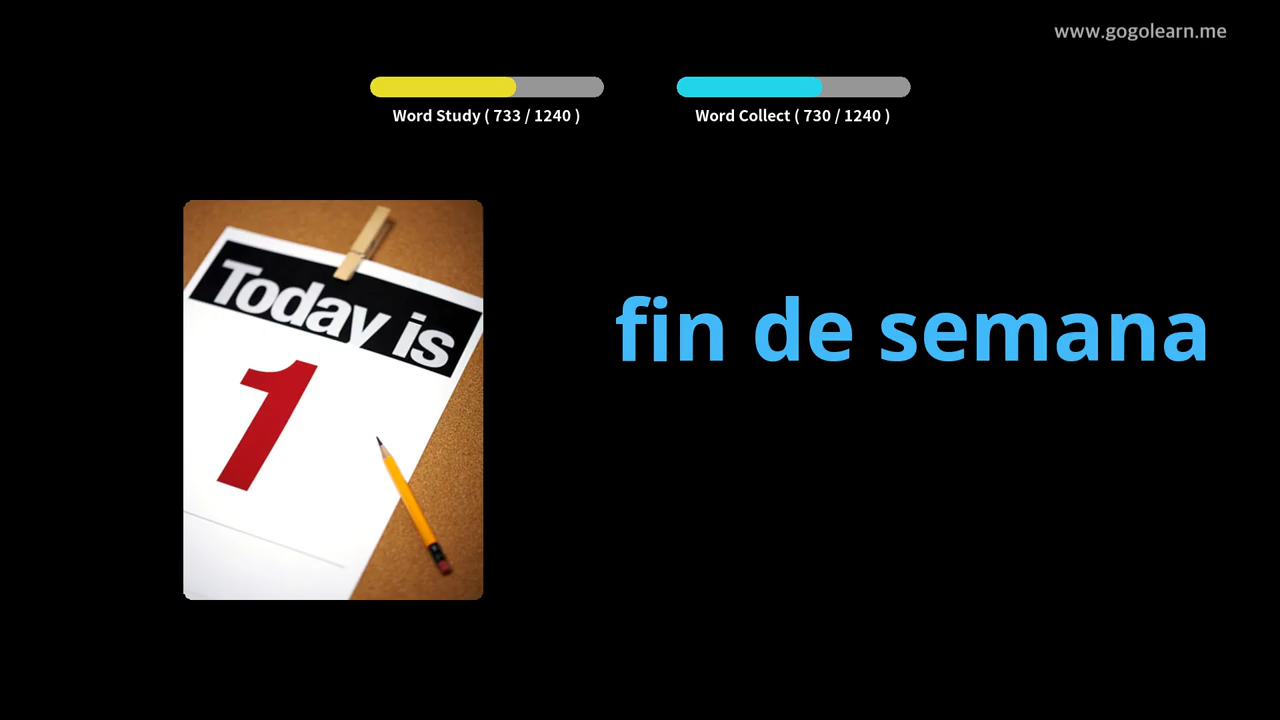 www.gogolearn.me
Word Study ( 733 / 1240 )
Word Collect ( 730 / 1240 )
Today is
1
fin de semana